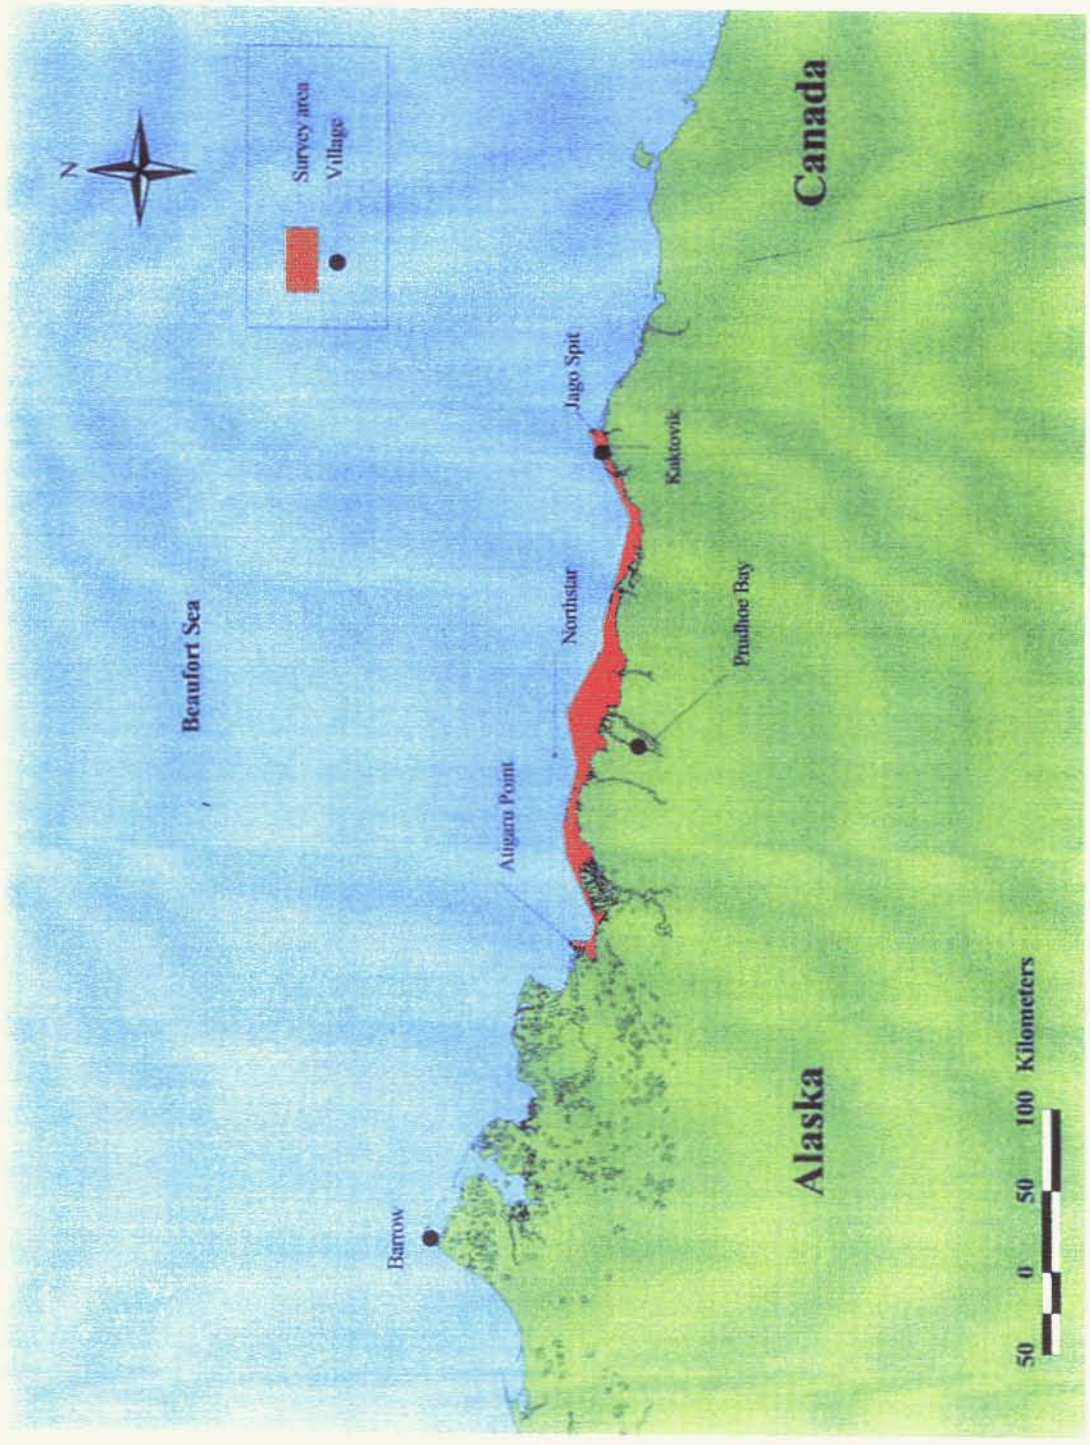 N
Beaufort Sea
Survey area
Village
Barrow
Atigaru Point
Northstar
Jago Spit
Kaktovik
Prudhoe Bay
Alaska
Canada
50 0 50 100 Kilometers